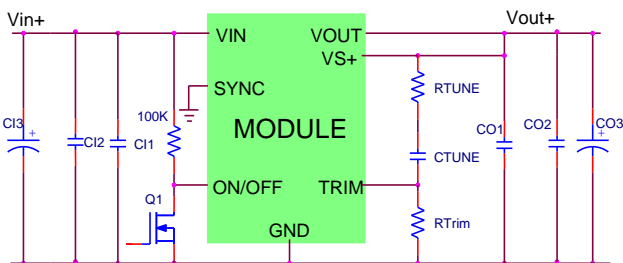 Vin+
Vout+
VIN
VOUT
VS+
SYNC
RTUNE
CI3
+
CI2
CI1
100K
MODULE
CTUNE
CO1
CO2
CO3
+
ON/OFF
TRIM
Q1
RTrim
GND